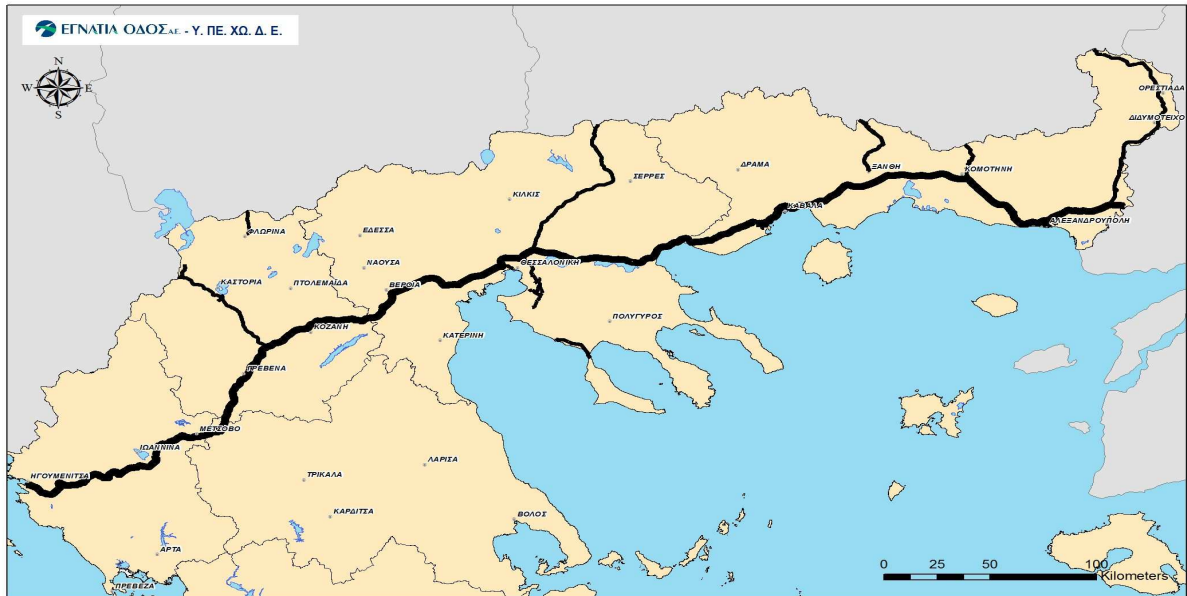 ΕΓΝΑΤΙΑ ΟΔΟΣ Α.Ε. - Υ. ΠΕ. ΧΩ. Δ. Ε.
N
W E
S
ΟΡΕΣΤΙΑΔΑ
ΔΙΔΥΜΟΤΕΙΧΟ
ΞΑΝΘΗ
ΚΟΜΟΤΗΝΗ
ΔΡΑΜΑ
ΣΕΡΡΕΣ
ΚΙΛΚΙΣ
ΚΑΒΑΛΑ
ΑΛΕΞΑΝΔΡΟΥΠΟΛΗ
ΦΛΩΡΙΝΑ
ΕΔΕΣΣΑ
ΝΑΟΥΣΑ
ΘΕΣΣΑΛΟΝΙΚΗ
ΚΑΣΤΟΡΙΑ
ΠΤΟΛΕΜΑΪΔΑ
ΒΕΡΟΙΑ
ΠΟΛΥΓΥΡΟΣ
ΚΟΖΑΝΗ
ΚΑΤΕΡΙΝΗ
ΓΡΕΒΕΝΑ
ΜΕΤΣΟΒΟ
ΙΩΑΝΝΙΝΑ
ΗΓΟΥΜΕΝΙΤΣΑ
ΛΑΡΙΣΑ
ΤΡΙΚΑΛΑ
ΚΑΡΔΙΤΣΑ
ΒΟΛΟΣ
ΑΡΤΑ
ΠΡΕΒΕΖΑ
0 25 50 100
Kilometers